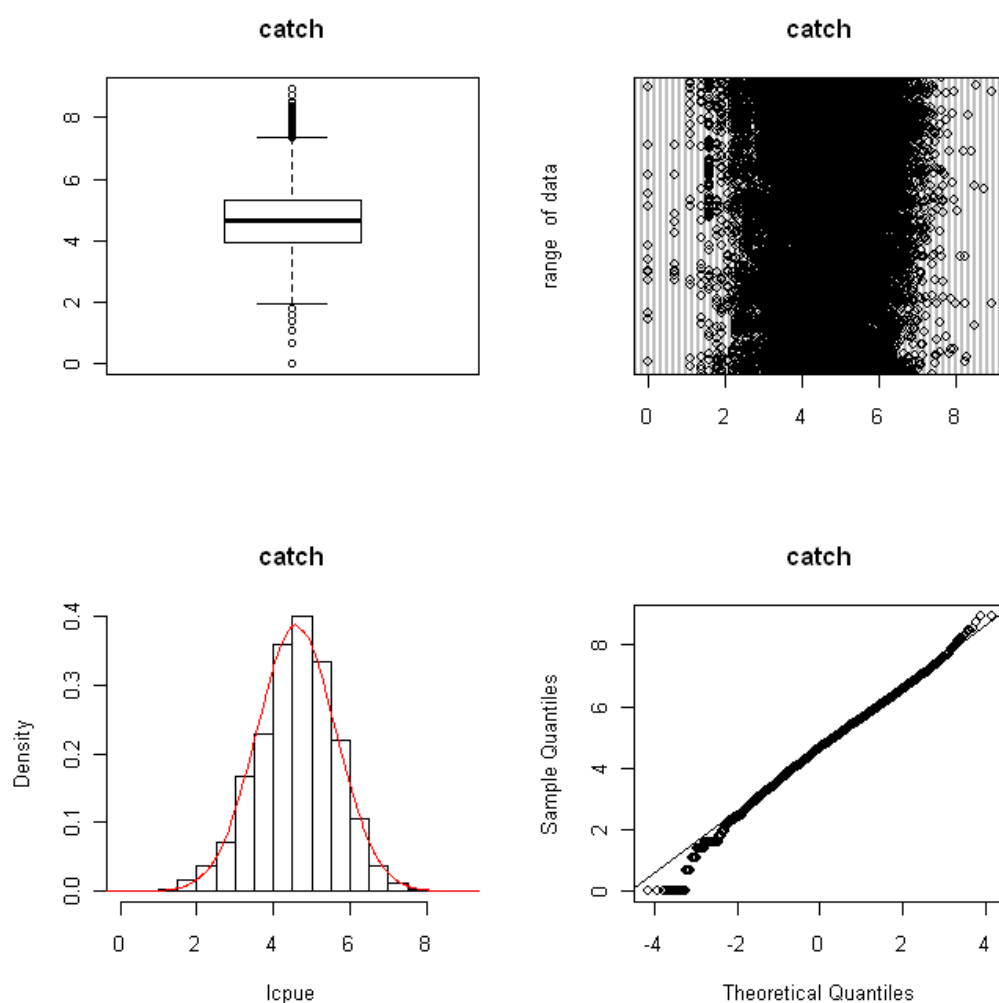 catch
8
6
4
2
0
catch
range of data
0 2 4 6 8
catch
0.4
0.3
0.2
0.1
0.0
Density
0 2 4 6 8
lcpue
catch
8
6
4
2
0
Sample Quantiles
-4 -2 0 2 4
Theoretical Quantiles